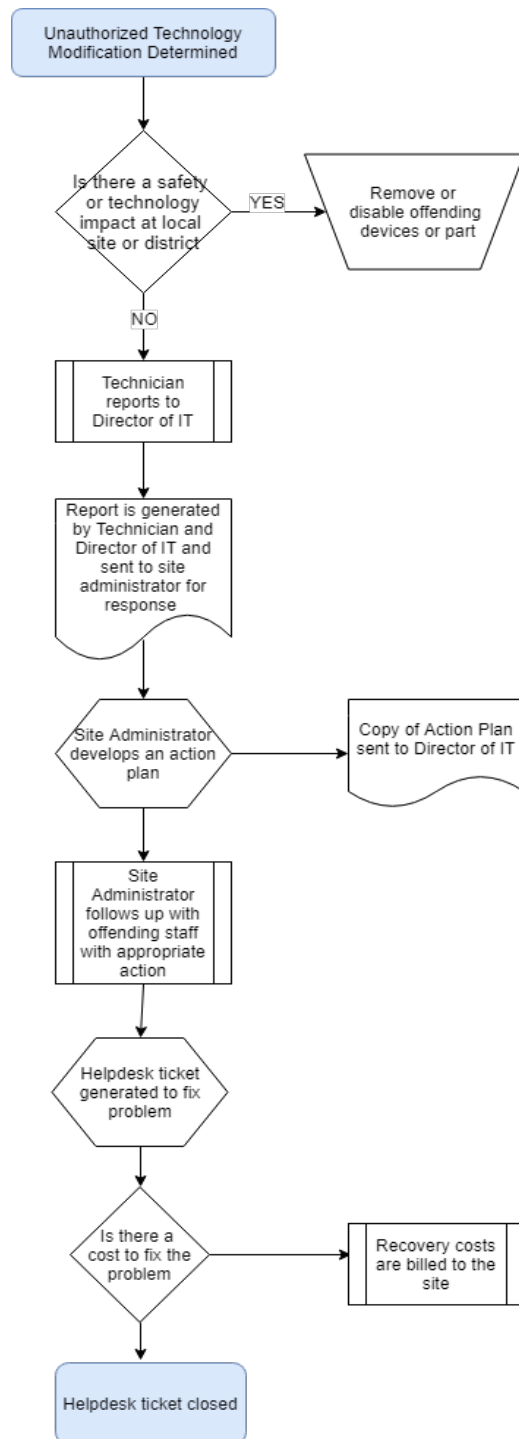 Unauthorized Technology
Modification Determined
Is there a safety
or technology
impact at local
site or district
YES
Remove or
disable offending
devices or part
NO
Technician
reports to
Director of IT
Report is generated
by Technician and
Director of IT and
sent to site
administrator for
response
Site Administrator
develops an action
plan
Copy of Action Plan
sent to Director of IT
Site
Administrator
follows up with
offending staff
with appropriate
action
Helpdesk ticket
generated to fix
problem
Is there a
cost to fix the
problem
Recovery costs
are billed to the
site
Helpdesk ticket closed